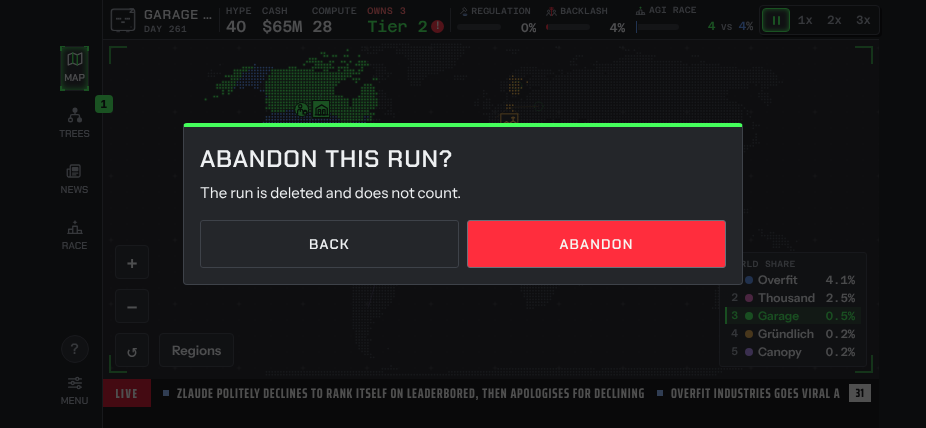 GARAGE ...
DAY 261
HYPE
40
CASH
$65M
COMPUTE
28
OWNS 3
Tier 2
!
REGULATION
0%
BACKLASH
4%
AGI RACE
4 vs 4%
1x
2x
3x
MAP
1
TREES
NEWS
RACE
?
MENU
ABANDON THIS RUN?
The run is deleted and does not count.
BACK
ABANDON
+
−
Regions
RLD SHARE
Overfit 4.1%
2 Thousand 2.5%
3 Garage 0.5%
4 Gründlich 0.2%
5 Canopy 0.2%
LIVE
ZLAUDE POLITELY DECLINES TO RANK ITSELF ON LEADERBORED, THEN APOLOGISES FOR DECLINING
OVERFIT INDUSTRIES GOES VIRAL A
31